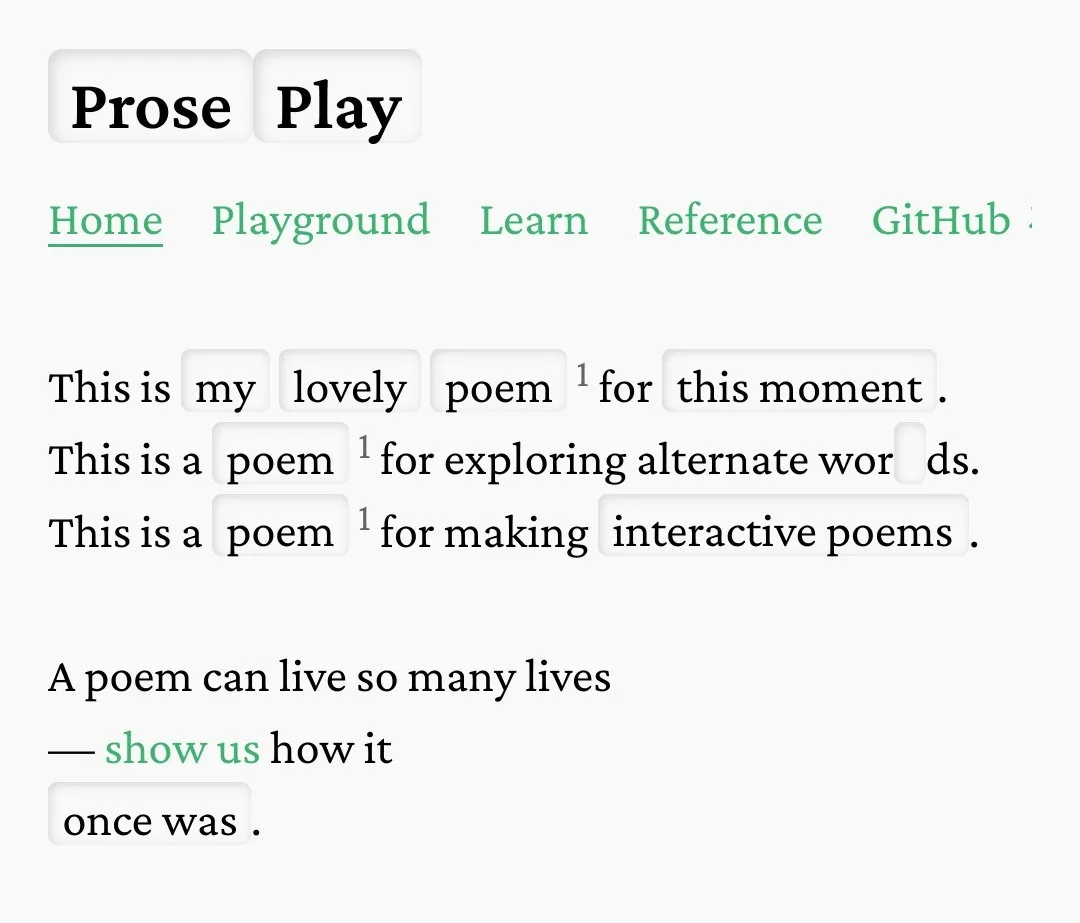 Prose Play
Home Playground Learn Reference GitHub
This is my lovely poem 1 for this moment.
This is a poem 1 for exploring alternate wor ds.
This is a poem 1 for making interactive poems.
A poem can live so many lives
— show us how it
once was.